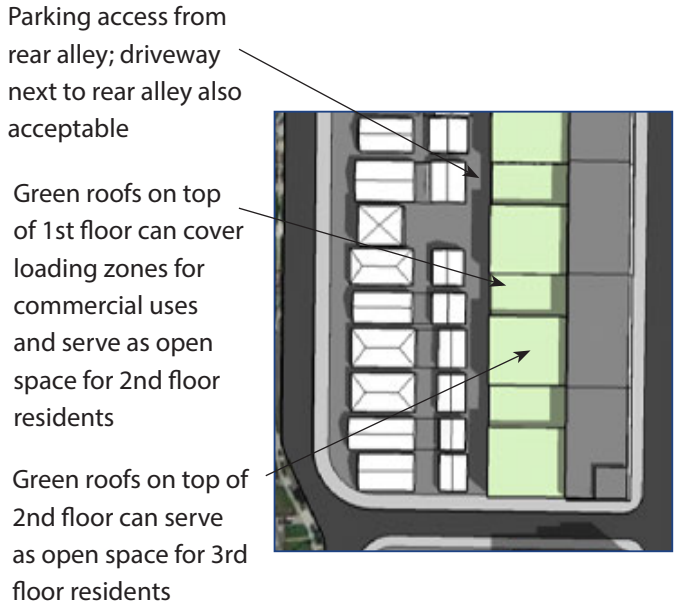 Parking access from
rear alley; driveway
next to rear alley also
acceptable
Green roofs on top
of 1st floor can cover
loading zones for
commercial uses
and serve as open
space for 2nd floor
residents
Green roofs on top of
2nd floor can serve
as open space for 3rd
floor residents